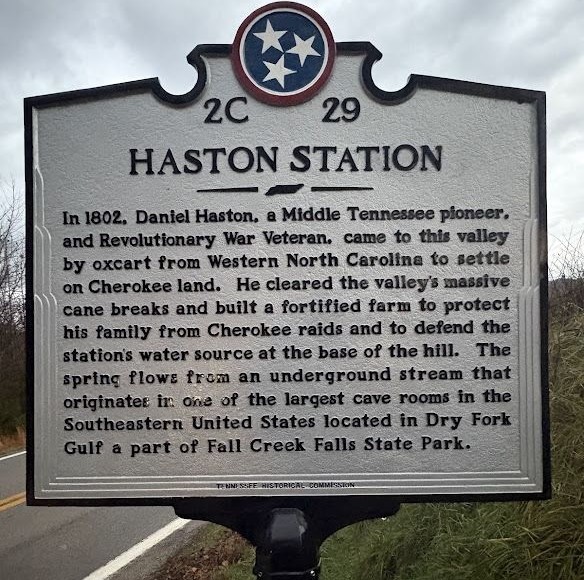 2C 29
HASTON STATION
In 1802, Daniel Haston, a Middle Tennessee pioneer,
and Revolutionary War Veteran, came to this valley
by oxcart from Western North Carolina to settle
on Cherokee land. He cleared the valley's massive
cane breaks and built a fortified farm to protect
his family from Cherokee raids and to defend the
station's water source at the base of the hill. The
spring flows from an underground stream that
originates in one of the largest cave rooms in the
Southeastern United States located in Dry Fork
Gulf a part of Fall Creek Falls State Park.
TENNESSEE HISTORICAL COMMISSION